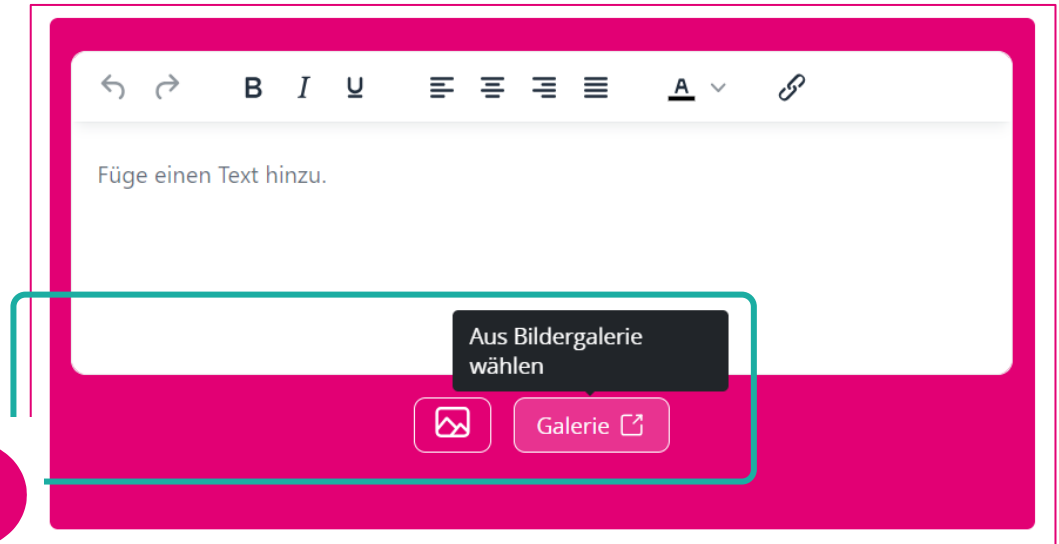 B I U A
Füge einen Text hinzu.
Aus Bildergalerie
wählen
Galerie